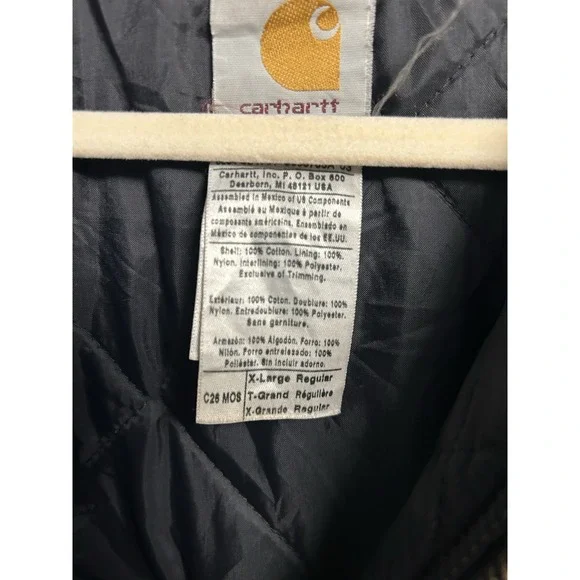 carhartt
Carhartt, Inc. P. O. Box 600
Dearborn, MI 48121 USA
Assembled in Mexico of US Components
Assemblé au Mexique à partir de
composants américains. Ensamblado en
México de componentes de los EE.UU.
Shell: 100% Cotton. Lining: 100%.
Nylon. Interlining: 100% Polyester.
Exclusive of Trimming.
Extérieur: 100% Coton. Doublure: 100%
Nylon. Entredoublure: 100% Polyester.
Sans garniture.
Armazón: 100% Algodón. Forro: 100%
Nilón. Forro entrelazado: 100%
Poliéster. Sin incluir adorno.
X-Large Regular
C26 MOS T-Grand Régulière
X-Grande Regular